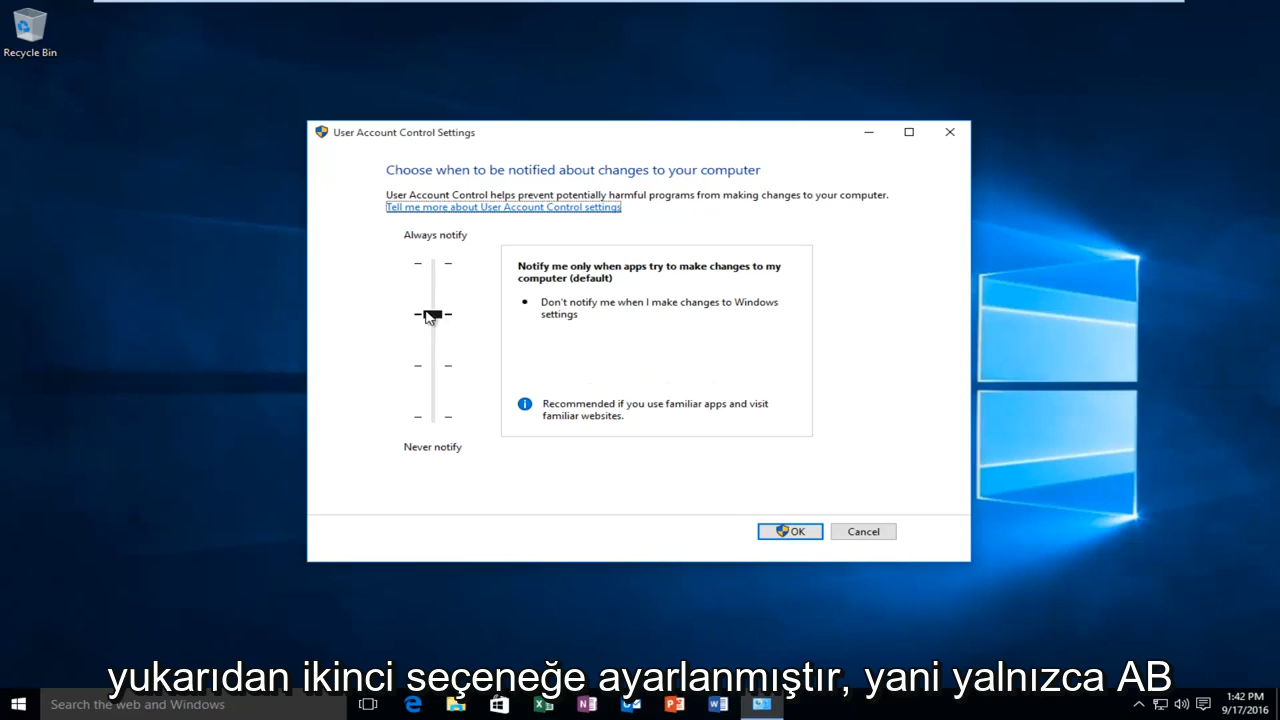 Recycle Bin
User Account Control Settings
Choose when to be notified about changes to your computer
User Account Control helps prevent potentially harmful programs from making changes to your computer.
Tell me more about User Account Control settings
Always notify
Notify me only when apps try to make changes to my
computer (default)
Don't notify me when I make changes to Windows
settings
Recommended if you use familiar apps and visit
familiar websites.
Never notify
OK
Cancel
yukarıdan ikinci seçeneğe ayarlanmıştır, yani yalnızca AB
Search the web and Windows
1:42 PM
9/17/2016